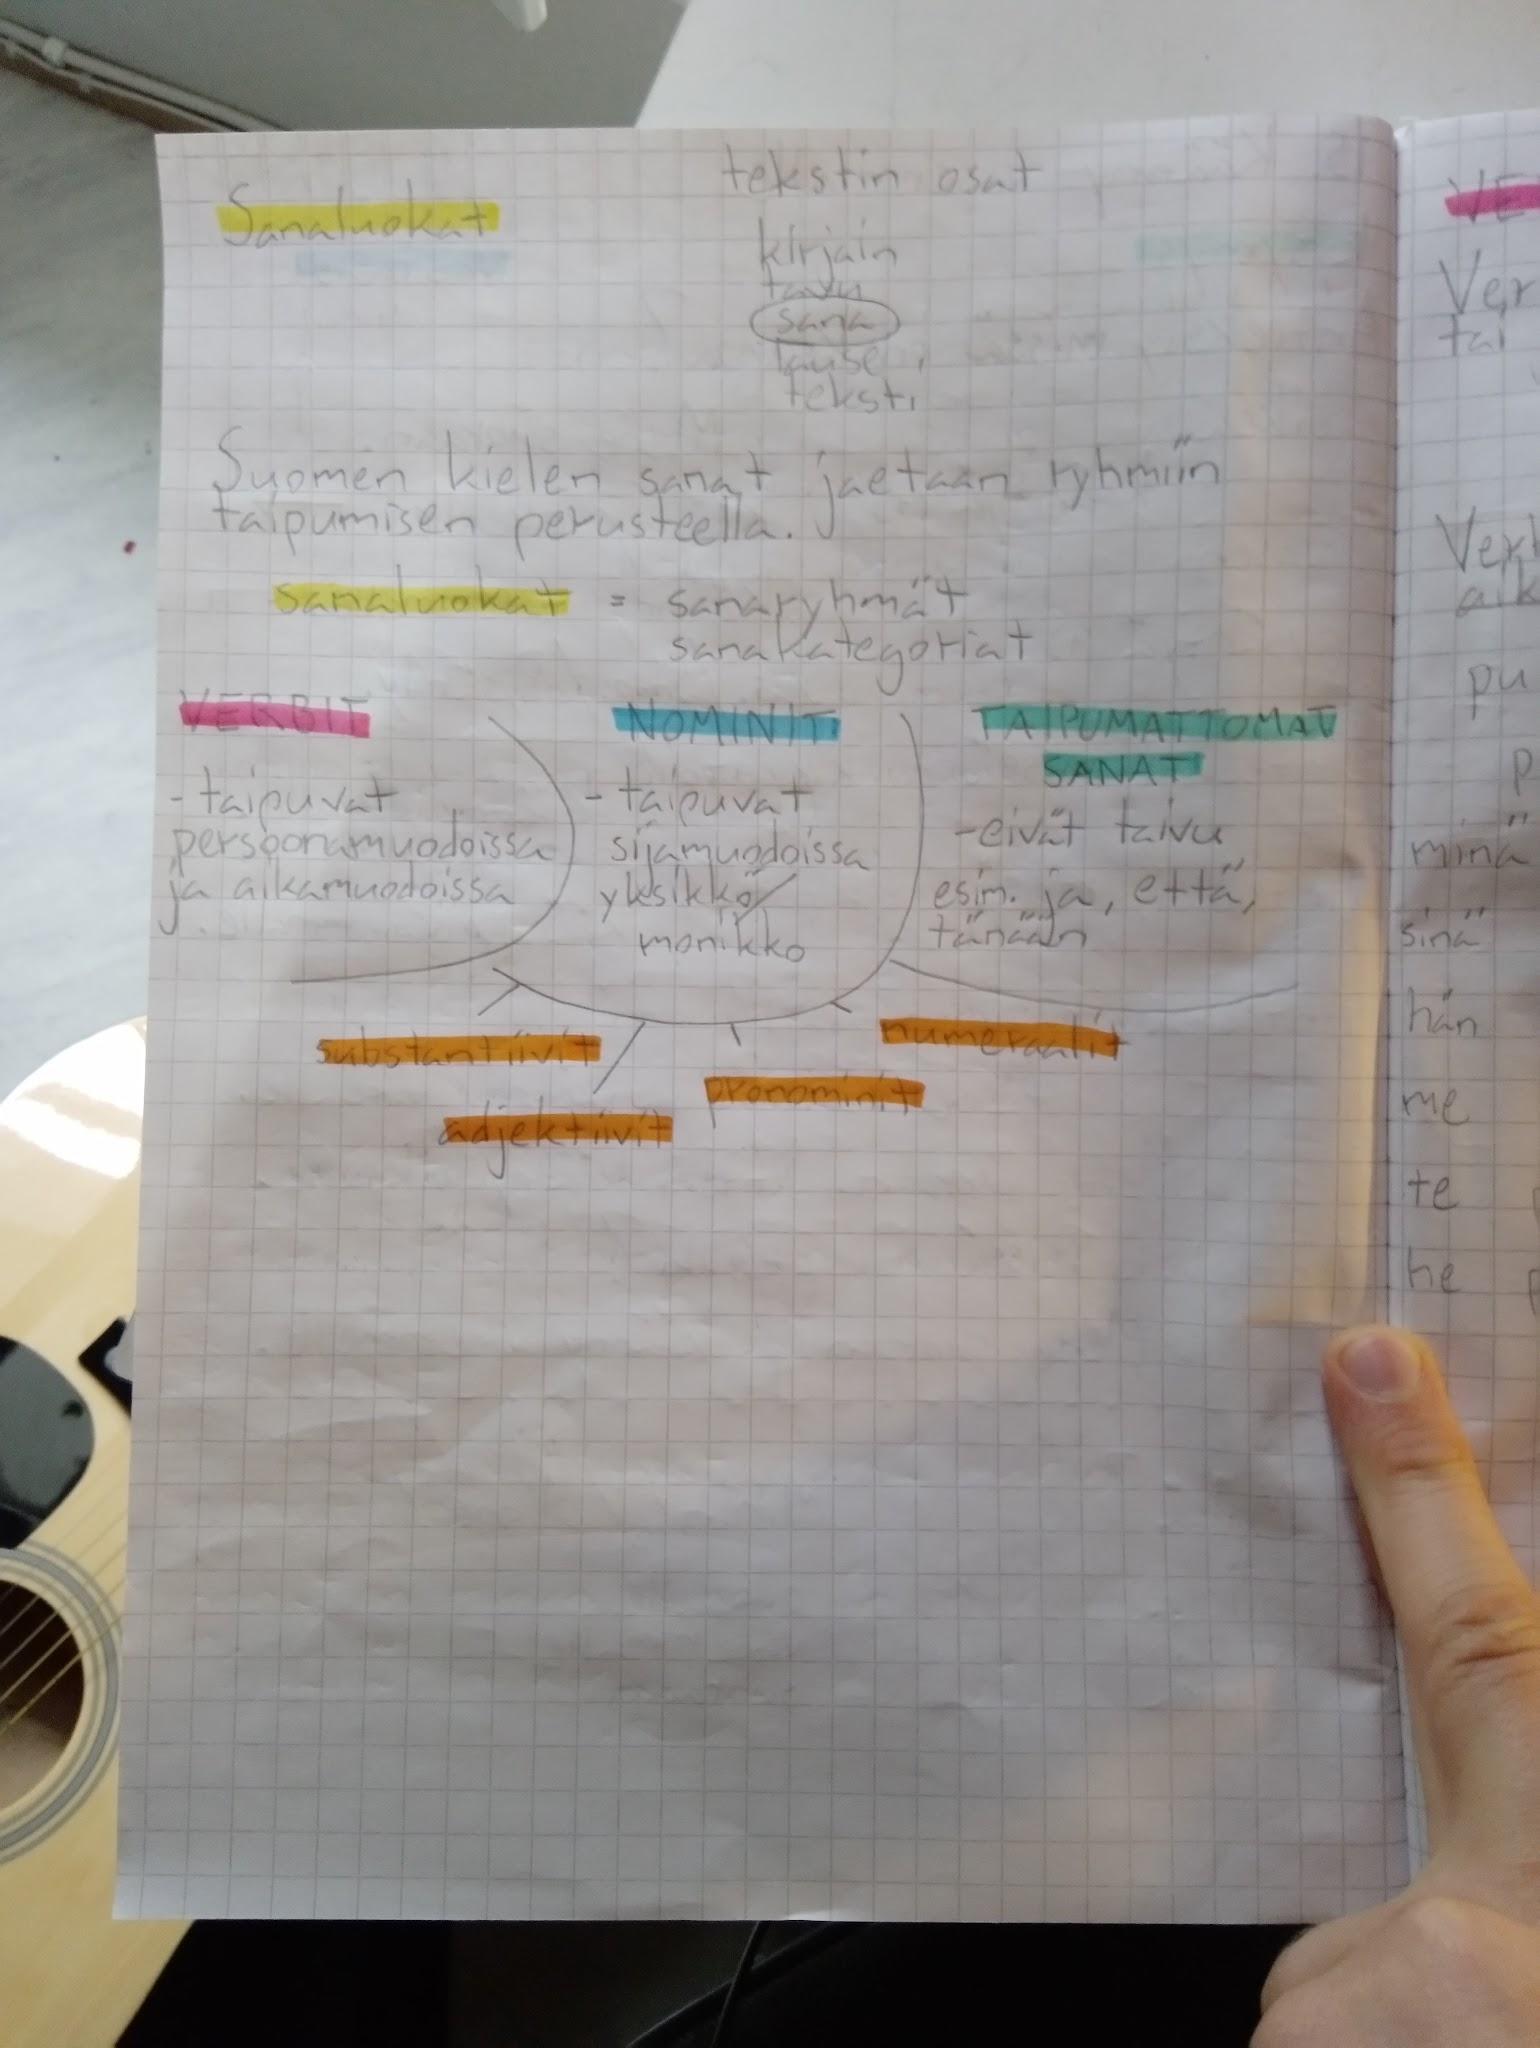 Sanaluokat
tekstin osat
kirjain
tavu
sana
lause
teksti
Suomen kielen sanat jaetaan ryhmiin
taipumisen perusteella.
sanaluokat = sanaryhmät
sanakategoriat
VERBIT
- taipuvat
persoonamuodoissa
ja aikamuodoissa
NOMINIT
- taipuvat
sijamuodoissa
yksikkö/
monikko
TAIPUMATTOMAT
SANAT
- eivät taivu
esim. ja, että,
tänään
substantiivit
adjektiivit
pronominit
numeraalit
VE
Ver
tai
Ver
aik
pu
p
minä
sinä
hän
me
te
he